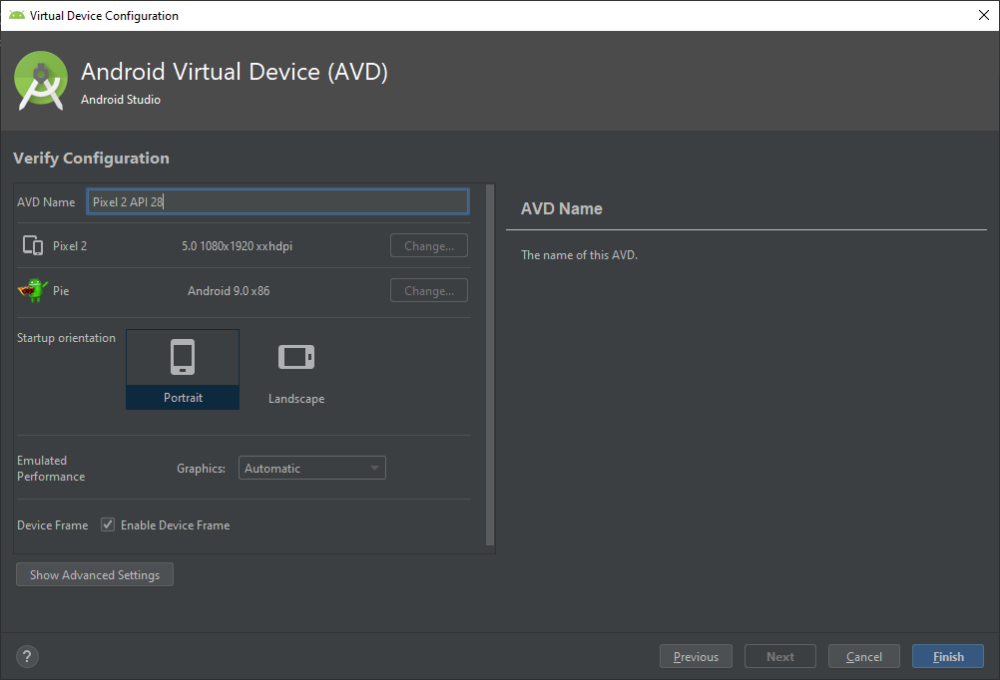 Virtual Device Configuration
Android Virtual Device (AVD)
Android Studio
Verify Configuration
AVD Name Pixel 2 API 28
Pixel 2 5.0 1080x1920 xxhdpi Change...
Pie Android 9.0 x86 Change...
Startup orientation
Portrait
Landscape
Emulated
Performance
Graphics: Automatic
Device Frame Enable Device Frame
Show Advanced Settings
AVD Name
The name of this AVD.
? Previous Next Cancel Finish